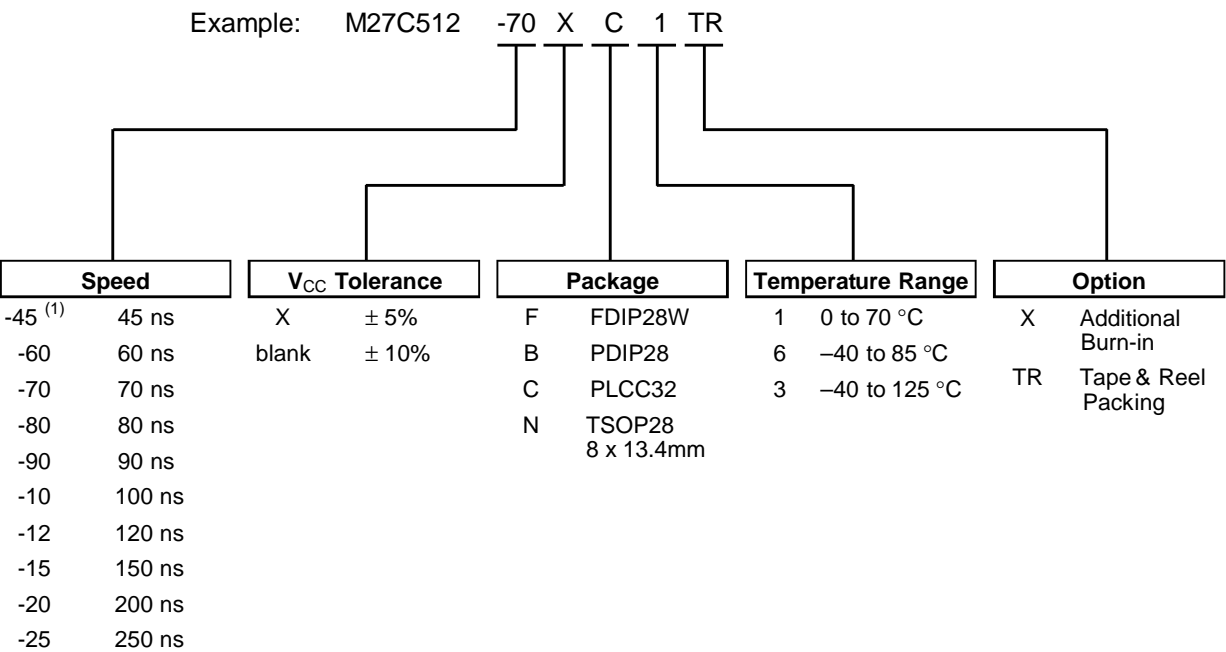 Example: M27C512 -70 X C 1 TR
Speed VCC Tolerance Package Temperature Range Option
-45 (1) 45 ns X ± 5% F FDIP28W 1 0 to 70 °C X Additional Burn-in
-60 60 ns blank ± 10% B PDIP28 6 –40 to 85 °C
-70 70 ns C PLCC32 3 –40 to 125 °C TR Tape & Reel Packing
-80 80 ns N TSOP28 8 x 13.4mm
-90 90 ns
-10 100 ns
-12 120 ns
-15 150 ns
-20 200 ns
-25 250 ns